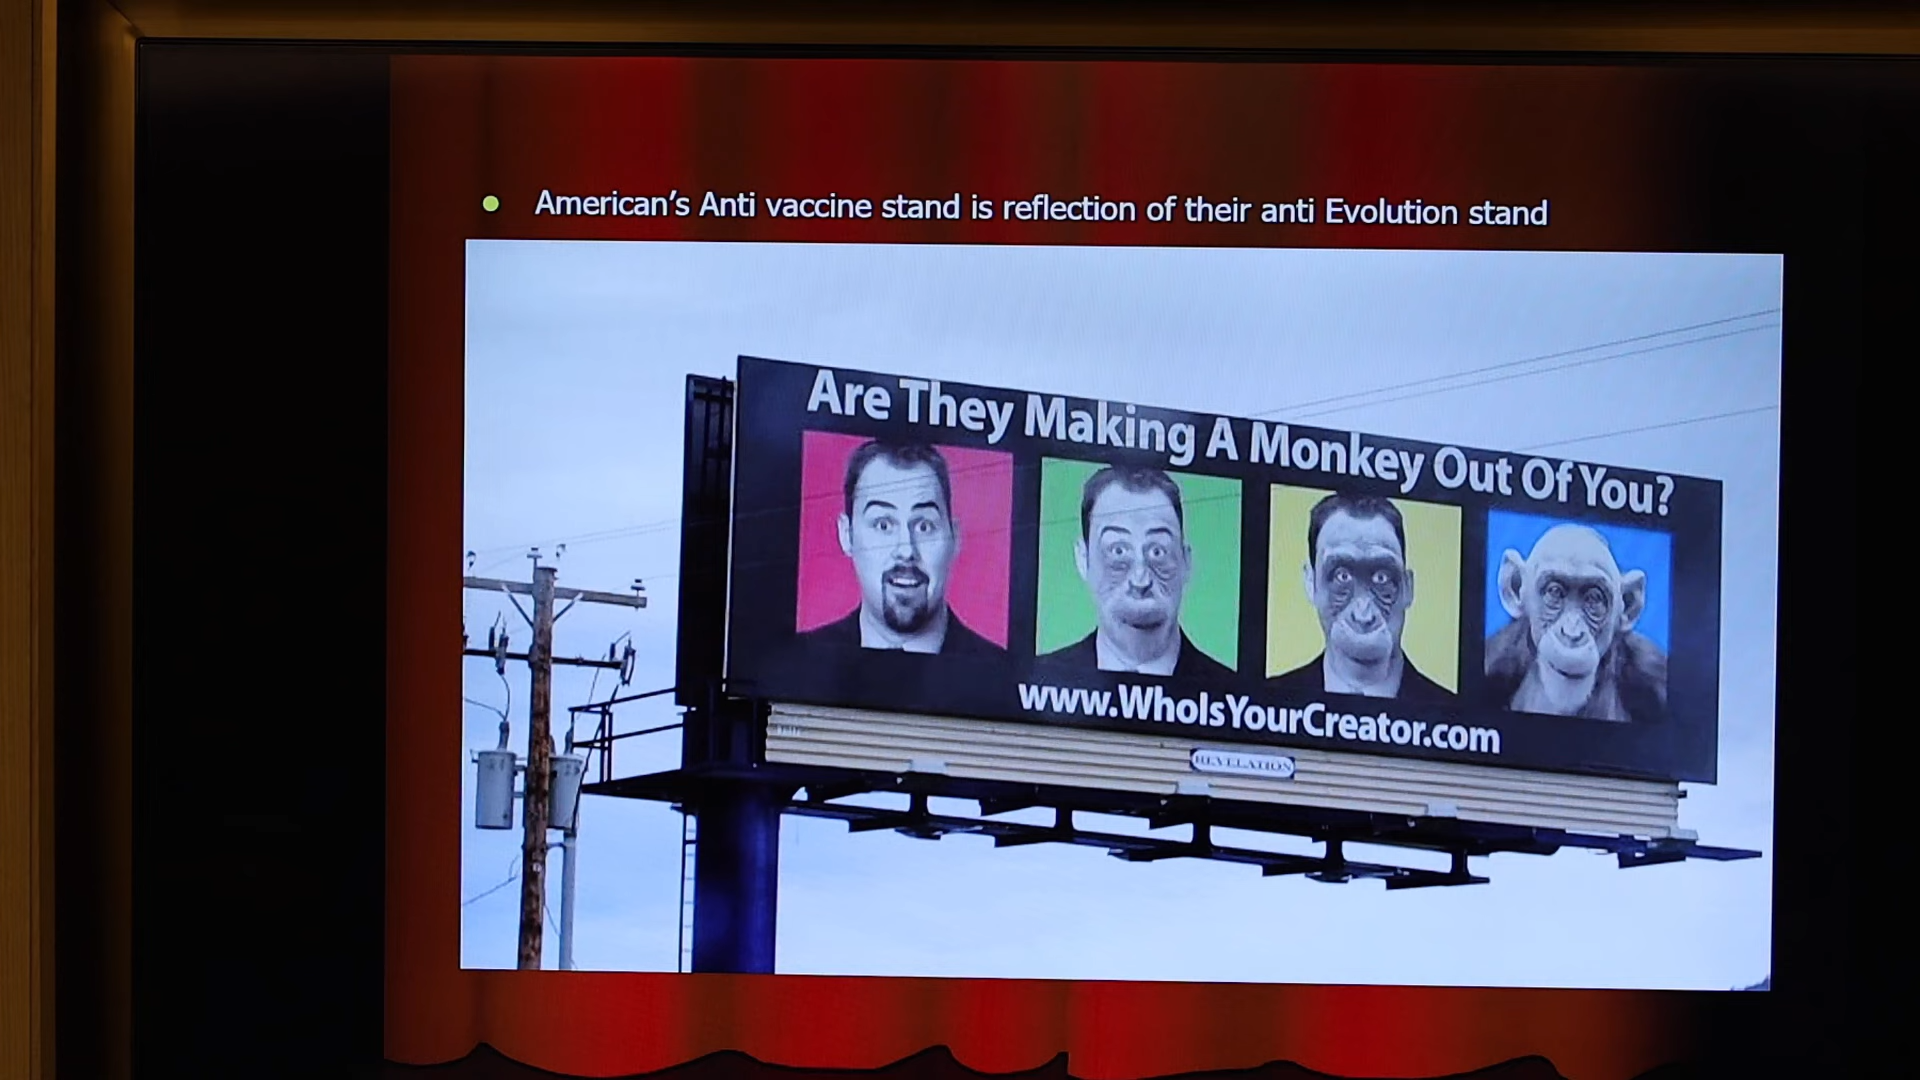 American's Anti vaccine stand is reflection of their anti Evolution stand
Are They Making A Monkey Out Of You?
www.WhoIsYourCreator.com
REVELATION